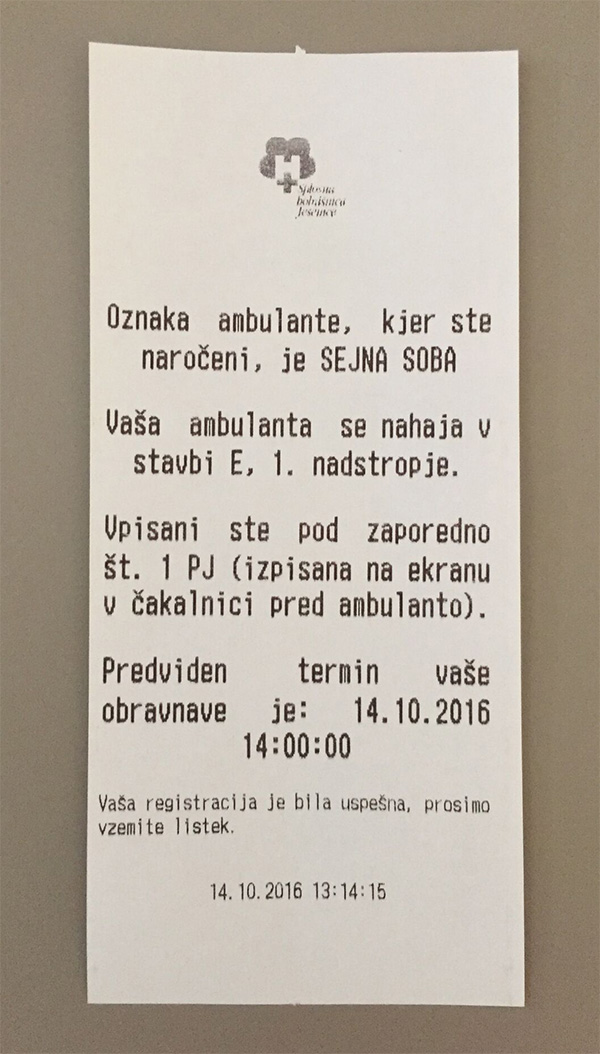 H
Splošna
bolnišnica
Jesenice
Oznaka ambulante, kjer ste
naročeni, je SEJNA SOBA
Vaša ambulanta se nahaja v
stavbi E, 1. nadstropje.
Vpisani ste pod zaporedno
št. 1 PJ (izpisana na ekranu
v čakalnici pred ambulanto).
Predviden termin vaše
obravnave je: 14.10.2016
14:00:00
Vaša registracija je bila uspešna, prosimo
vzemite listek.
14.10.2016 13:14:15